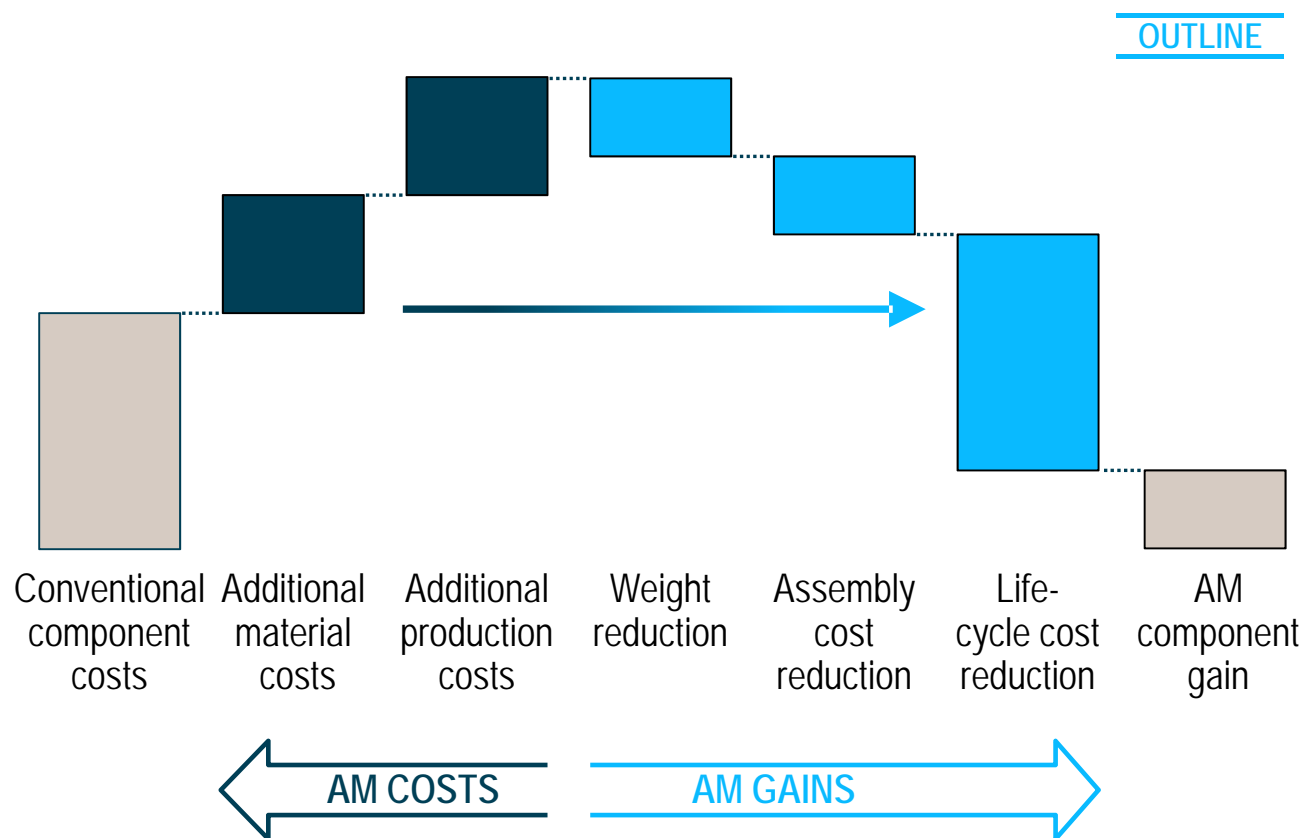 OUTLINE
Conventional
component
costs
Additional
material
costs
Additional
production
costs
Weight
reduction
Assembly
cost
reduction
Life-
cycle cost
reduction
AM
component
gain
AM COSTS
AM GAINS